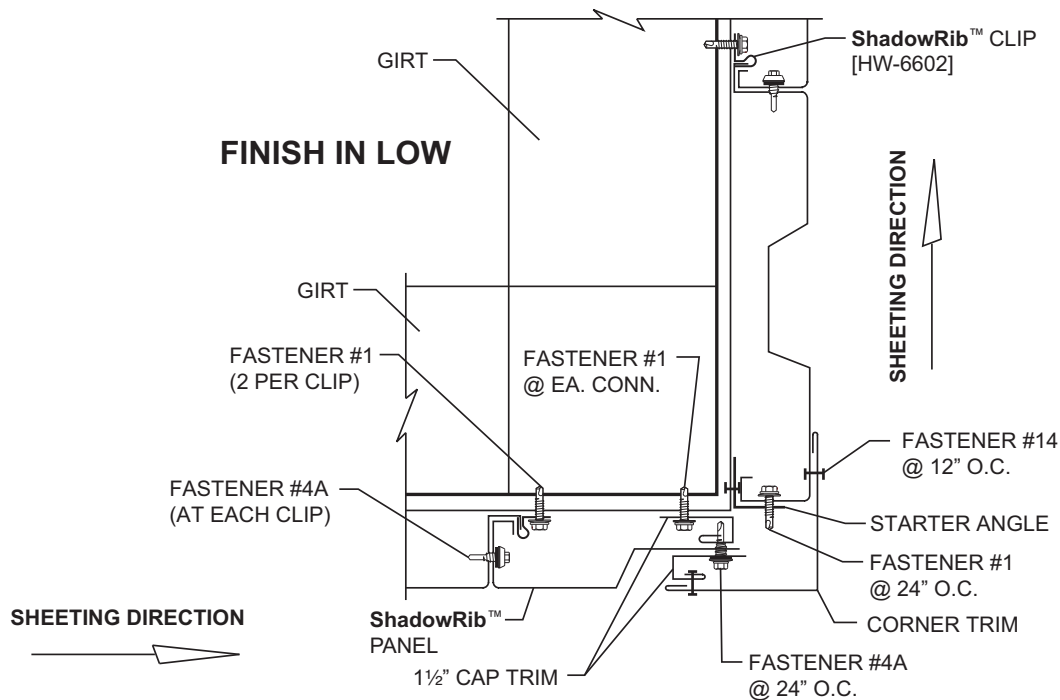 ShadowRib™ CLIP
[HW-6602]
GIRT
FINISH IN LOW
SHEETING DIRECTION
GIRT
FASTENER #1
(2 PER CLIP)
FASTENER #1
@ EA. CONN.
FASTENER #14
@ 12” O.C.
FASTENER #4A
(AT EACH CLIP)
STARTER ANGLE
FASTENER #1
@ 24” O.C.
SHEETING DIRECTION
ShadowRib™
PANEL
CORNER TRIM
1½” CAP TRIM
FASTENER #4A
@ 24” O.C.